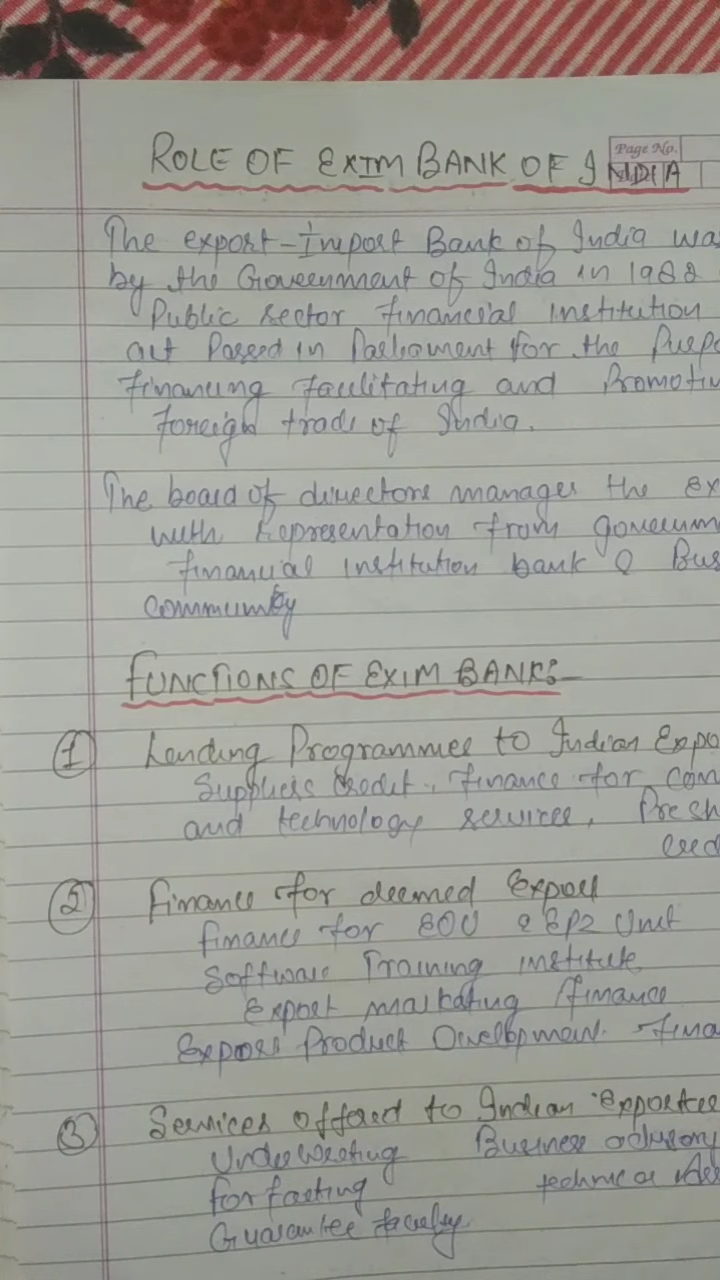 Page No.
ROLE OF EXIM BANK OF INDIA
The export-Import Bank of India wa
by the Government of India in 1988
Public sector financial institution
act Passed in Parliament for the Purpo
financing facilitating and Promotin
foreign trade of India.
The board of directors manages the Ex
with representation from governm
financial institution bank & Bus
community
FUNCTIONS OF EXIM BANKS-
① Lending Programmes to Indian Expo
Suppliers Credit, finance for con
and technology services, Presh
cred
② Finance for deemed Export
finance for EOU & EPZ Unit
Software Training institute
Export markating finance
Export Product Development fina
③ Services offered to Indian Exporter
Underwriting Business advisory
forfaiting technical
Guarantee